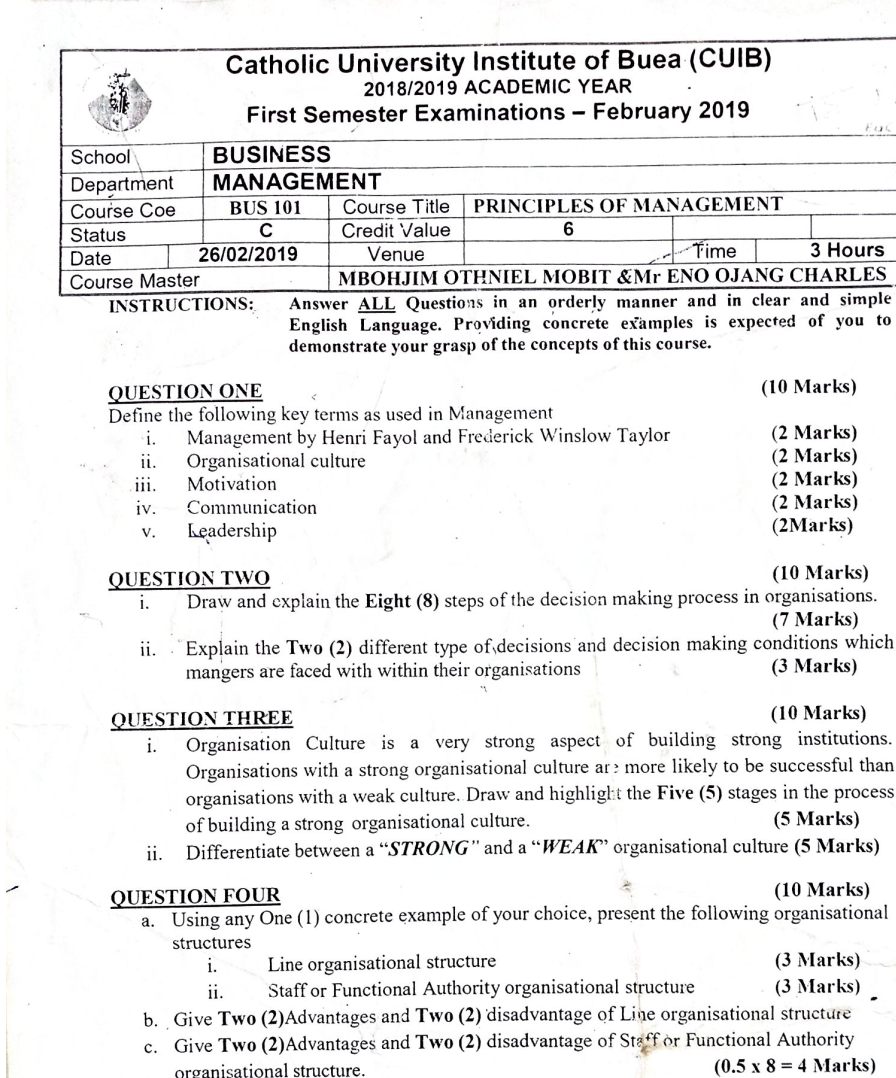 Catholic University Institute of Buea (CUIB)
2018/2019 ACADEMIC YEAR
First Semester Examinations – February 2019
School BUSINESS
Department MANAGEMENT
Course Coe BUS 101 Course Title PRINCIPLES OF MANAGEMENT
Status C Credit Value 6
Date 26/02/2019 Venue Time 3 Hours
Course Master MBOHJIM OTHNIEL MOBIT &Mr ENO OJANG CHARLES
INSTRUCTIONS: Answer ALL Questions in an orderly manner and in clear and simple
English Language. Providing concrete examples is expected of you to
demonstrate your grasp of the concepts of this course.
QUESTION ONE (10 Marks)
Define the following key terms as used in Management
i. Management by Henri Fayol and Frederick Winslow Taylor (2 Marks)
ii. Organisational culture (2 Marks)
iii. Motivation (2 Marks)
iv. Communication (2 Marks)
v. Leadership (2Marks)
QUESTION TWO (10 Marks)
i. Draw and explain the Eight (8) steps of the decision making process in organisations.
(7 Marks)
ii. Explain the Two (2) different type of decisions and decision making conditions which
mangers are faced with within their organisations (3 Marks)
QUESTION THREE (10 Marks)
i. Organisation Culture is a very strong aspect of building strong institutions.
Organisations with a strong organisational culture are more likely to be successful than
organisations with a weak culture. Draw and highlight the Five (5) stages in the process
of building a strong organisational culture. (5 Marks)
ii. Differentiate between a “STRONG” and a “WEAK” organisational culture (5 Marks)
QUESTION FOUR (10 Marks)
a. Using any One (1) concrete example of your choice, present the following organisational
structures
i. Line organisational structure (3 Marks)
ii. Staff or Functional Authority organisational structure (3 Marks)
b. Give Two (2)Advantages and Two (2) disadvantage of Line organisational structure
c. Give Two (2)Advantages and Two (2) disadvantage of Staff or Functional Authority
organisational structure. (0.5 x 8 = 4 Marks)